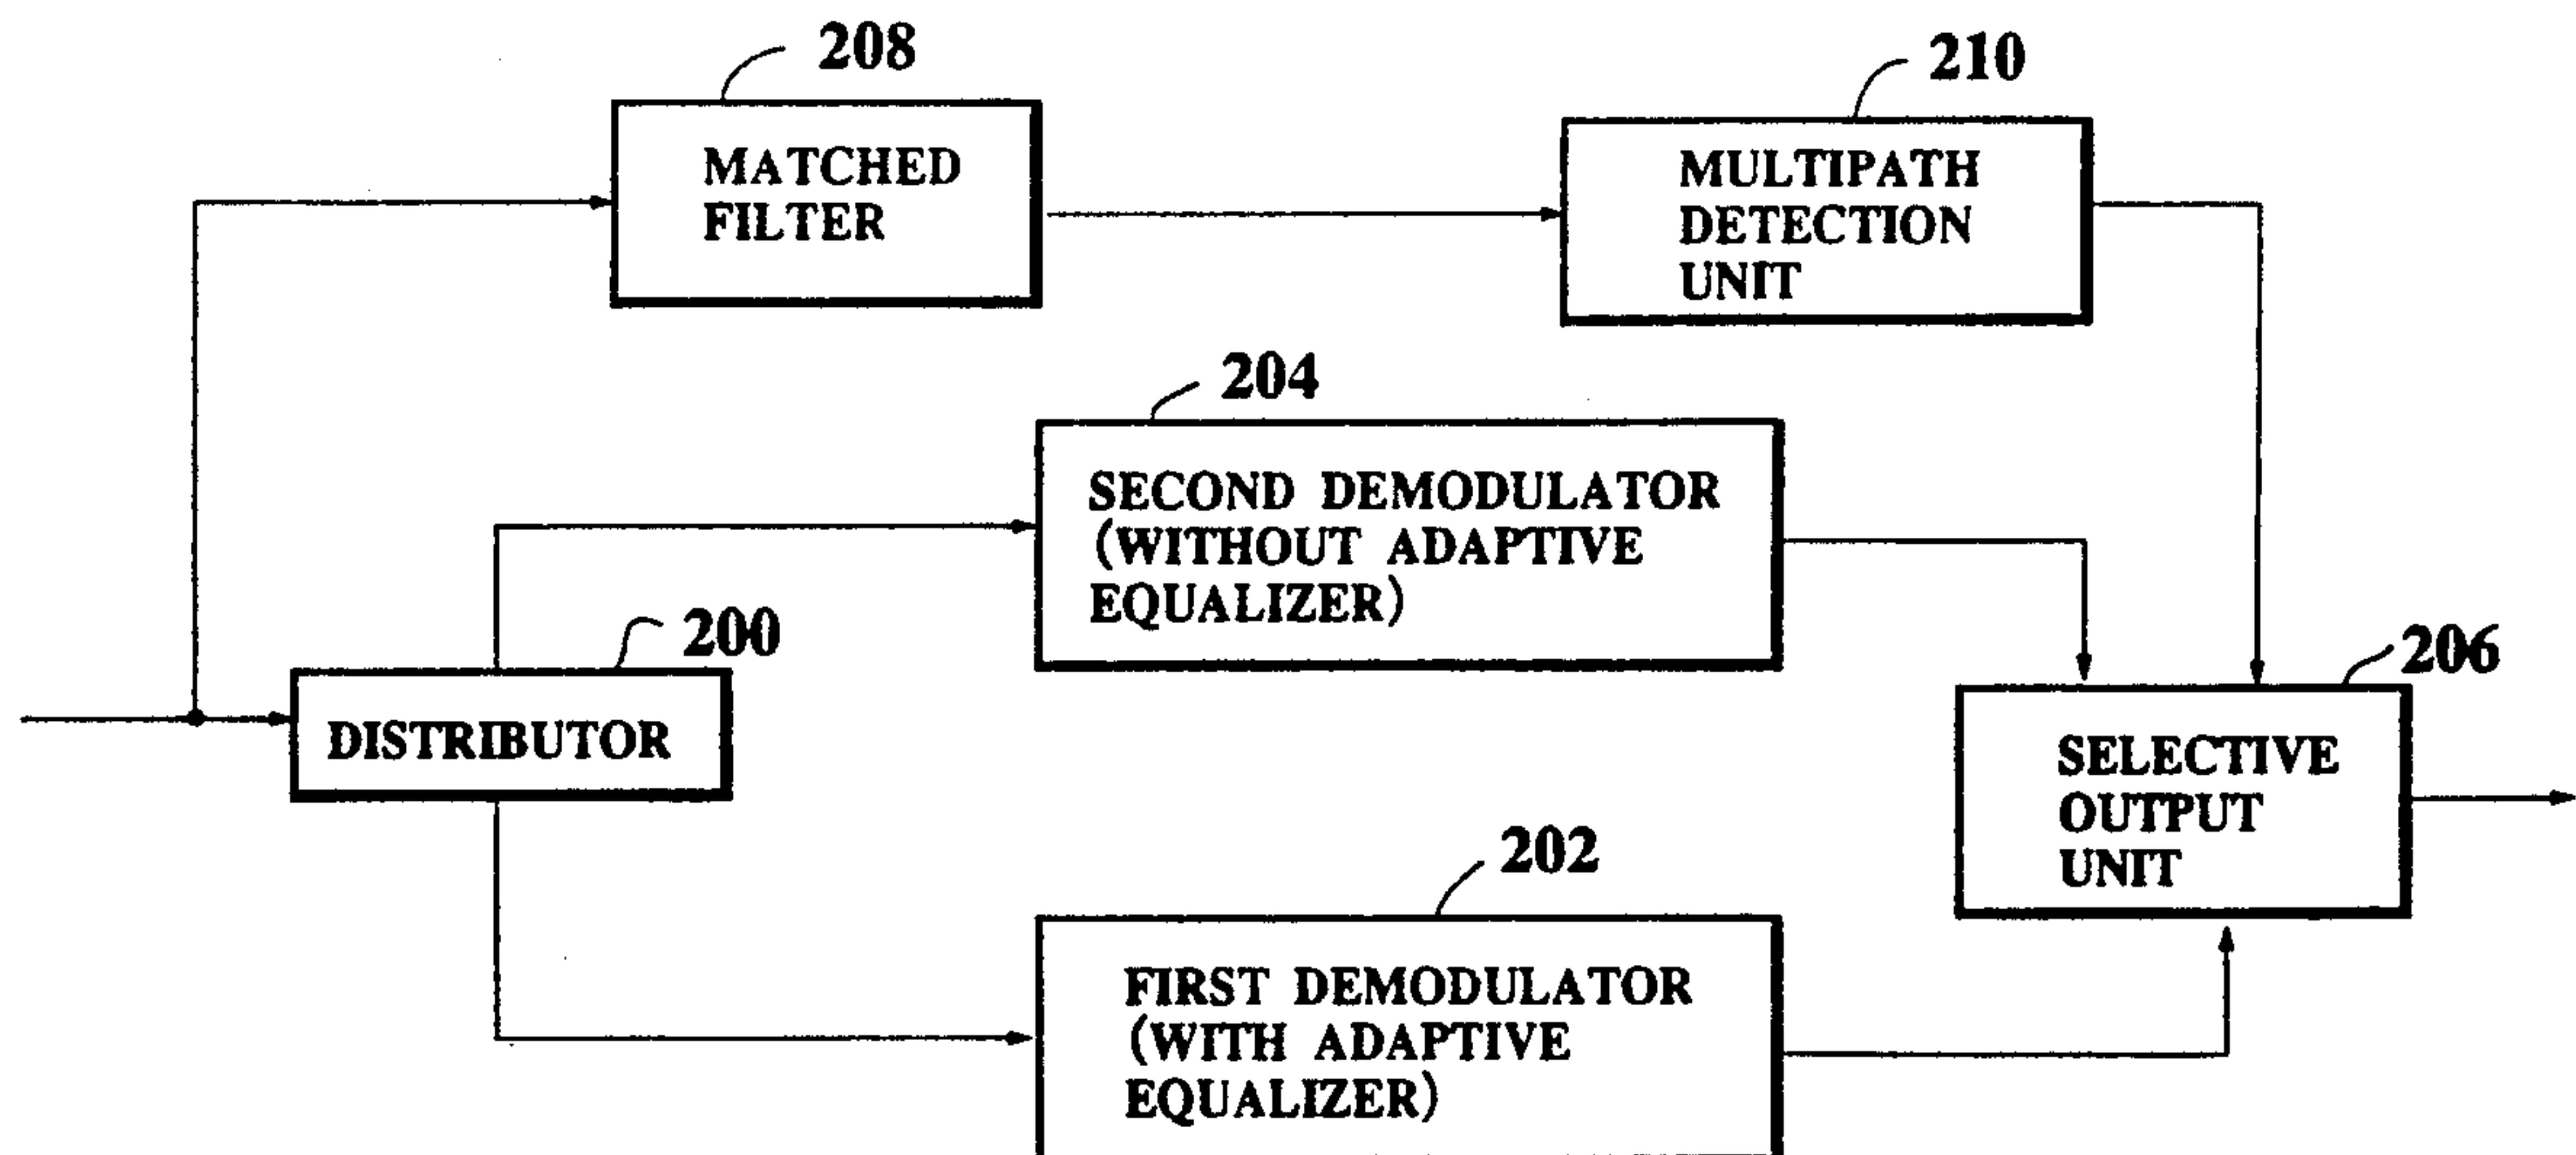 208
MATCHED
FILTER
210
MULTIPATH
DETECTION
UNIT
204
SECOND DEMODULATOR
(WITHOUT ADAPTIVE
EQUALIZER)
200
DISTRIBUTOR
206
SELECTIVE
OUTPUT
UNIT
202
FIRST DEMODULATOR
(WITH ADAPTIVE
EQUALIZER)